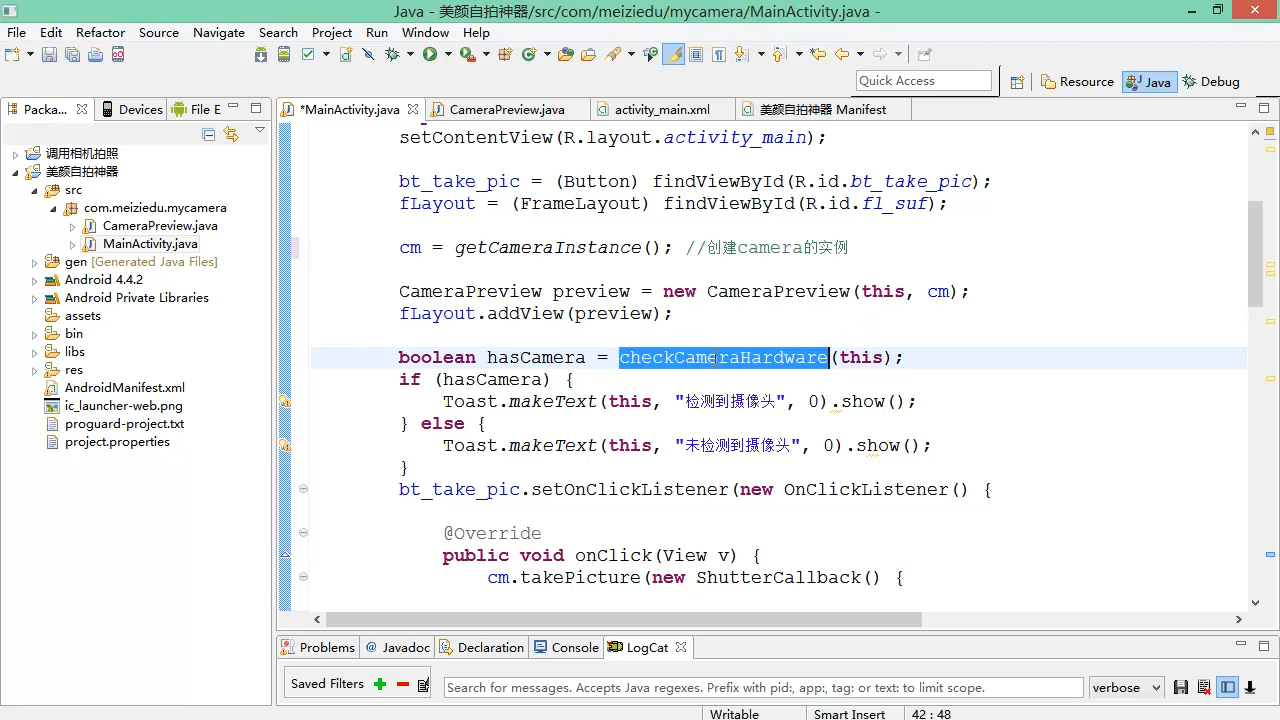 Java - 美颜自拍神器/src/com/meiziedu/mycamera/MainActivity.java -
File Edit Refactor Source Navigate Search Project Run Window Help
Quick Access Resource Java Debug
Packa... Devices File E
*MainActivity.java CameraPreview.java activity_main.xml 美颜自拍神器 Manifest
调用相机拍照
美颜自拍神器
src
com.meiziedu.mycamera
CameraPreview.java
MainActivity.java
gen [Generated Java Files]
Android 4.4.2
Android Private Libraries
assets
bin
libs
res
AndroidManifest.xml
ic_launcher-web.png
proguard-project.txt
project.properties
setContentView(R.layout.activity_main);
bt_take_pic = (Button) findViewById(R.id.bt_take_pic);
fLayout = (FrameLayout) findViewById(R.id.fl_suf);
cm = getCameraInstance(); //创建camera的实例
CameraPreview preview = new CameraPreview(this, cm);
fLayout.addView(preview);
boolean hasCamera = checkCameraHardware(this);
if (hasCamera) {
Toast.makeText(this, "检测到摄像头", 0).show();
} else {
Toast.makeText(this, "未检测到摄像头", 0).show();
}
bt_take_pic.setOnClickListener(new OnClickListener() {
@Override
public void onClick(View v) {
cm.takePicture(new ShutterCallback() {
Problems @ Javadoc Declaration Console LogCat
Saved Filters Search for messages. Accepts Java regexes. Prefix with pid:, app:, tag: or text: to limit scope. verbose
Writable Smart Insert 42 : 48